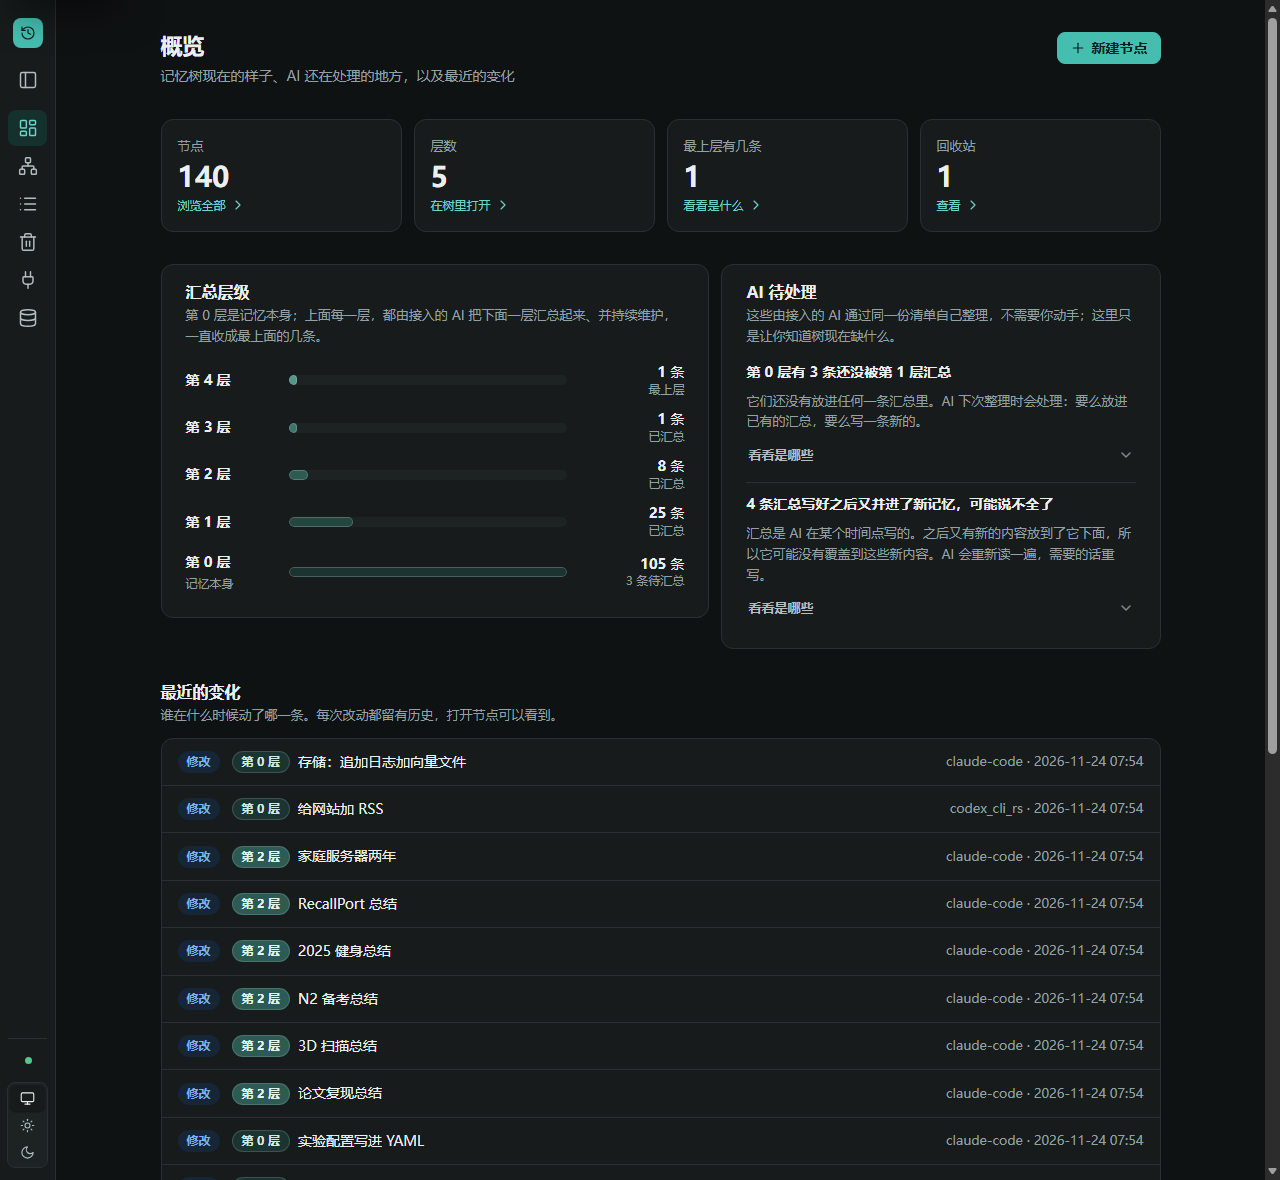 概览
新建节点
记忆树现在的样子、AI 还在处理的地方，以及最近的变化
节点
140
浏览全部
层数
5
在树里打开
最上层有几条
1
看看是什么
回收站
1
查看
汇总层级
第 0 层是记忆本身；上面每一层，都由接入的 AI 把下面一层汇总起来、并持续维护，
一直收成最上面的几条。
第 4 层
1 条
最上层
第 3 层
1 条
已汇总
第 2 层
8 条
已汇总
第 1 层
25 条
已汇总
第 0 层
记忆本身
105 条
3 条待汇总
AI 待处理
这些由接入的 AI 通过同一份清单自己整理，不需要你动手；这里只
是让你知道树现在缺什么。
第 0 层有 3 条还没被第 1 层汇总
它们还没有放进任何一条汇总里。AI 下次整理时会处理：要么放进
已有的汇总，要么写一条新的。
看看是哪些
4 条汇总写好之后又并进了新记忆，可能说不全了
汇总是 AI 在某个时间点写的。之后又有新的内容放到了它下面，所
以它可能没有覆盖到这些新内容。AI 会重新读一遍，需要的话重
写。
看看是哪些
最近的变化
谁在什么时候动了哪一条。每次改动都留有历史，打开节点可以看到。
修改 第 0 层 存储：追加日志加向量文件 claude-code · 2026-11-24 07:54
修改 第 0 层 给网站加 RSS codex_cli_rs · 2026-11-24 07:54
修改 第 2 层 家庭服务器两年 claude-code · 2026-11-24 07:54
修改 第 2 层 RecallPort 总结 claude-code · 2026-11-24 07:54
修改 第 2 层 2025 健身总结 claude-code · 2026-11-24 07:54
修改 第 2 层 N2 备考总结 claude-code · 2026-11-24 07:54
修改 第 2 层 3D 扫描总结 claude-code · 2026-11-24 07:54
修改 第 2 层 论文复现总结 claude-code · 2026-11-24 07:54
修改 第 0 层 实验配置写进 YAML claude-code · 2026-11-24 07:54